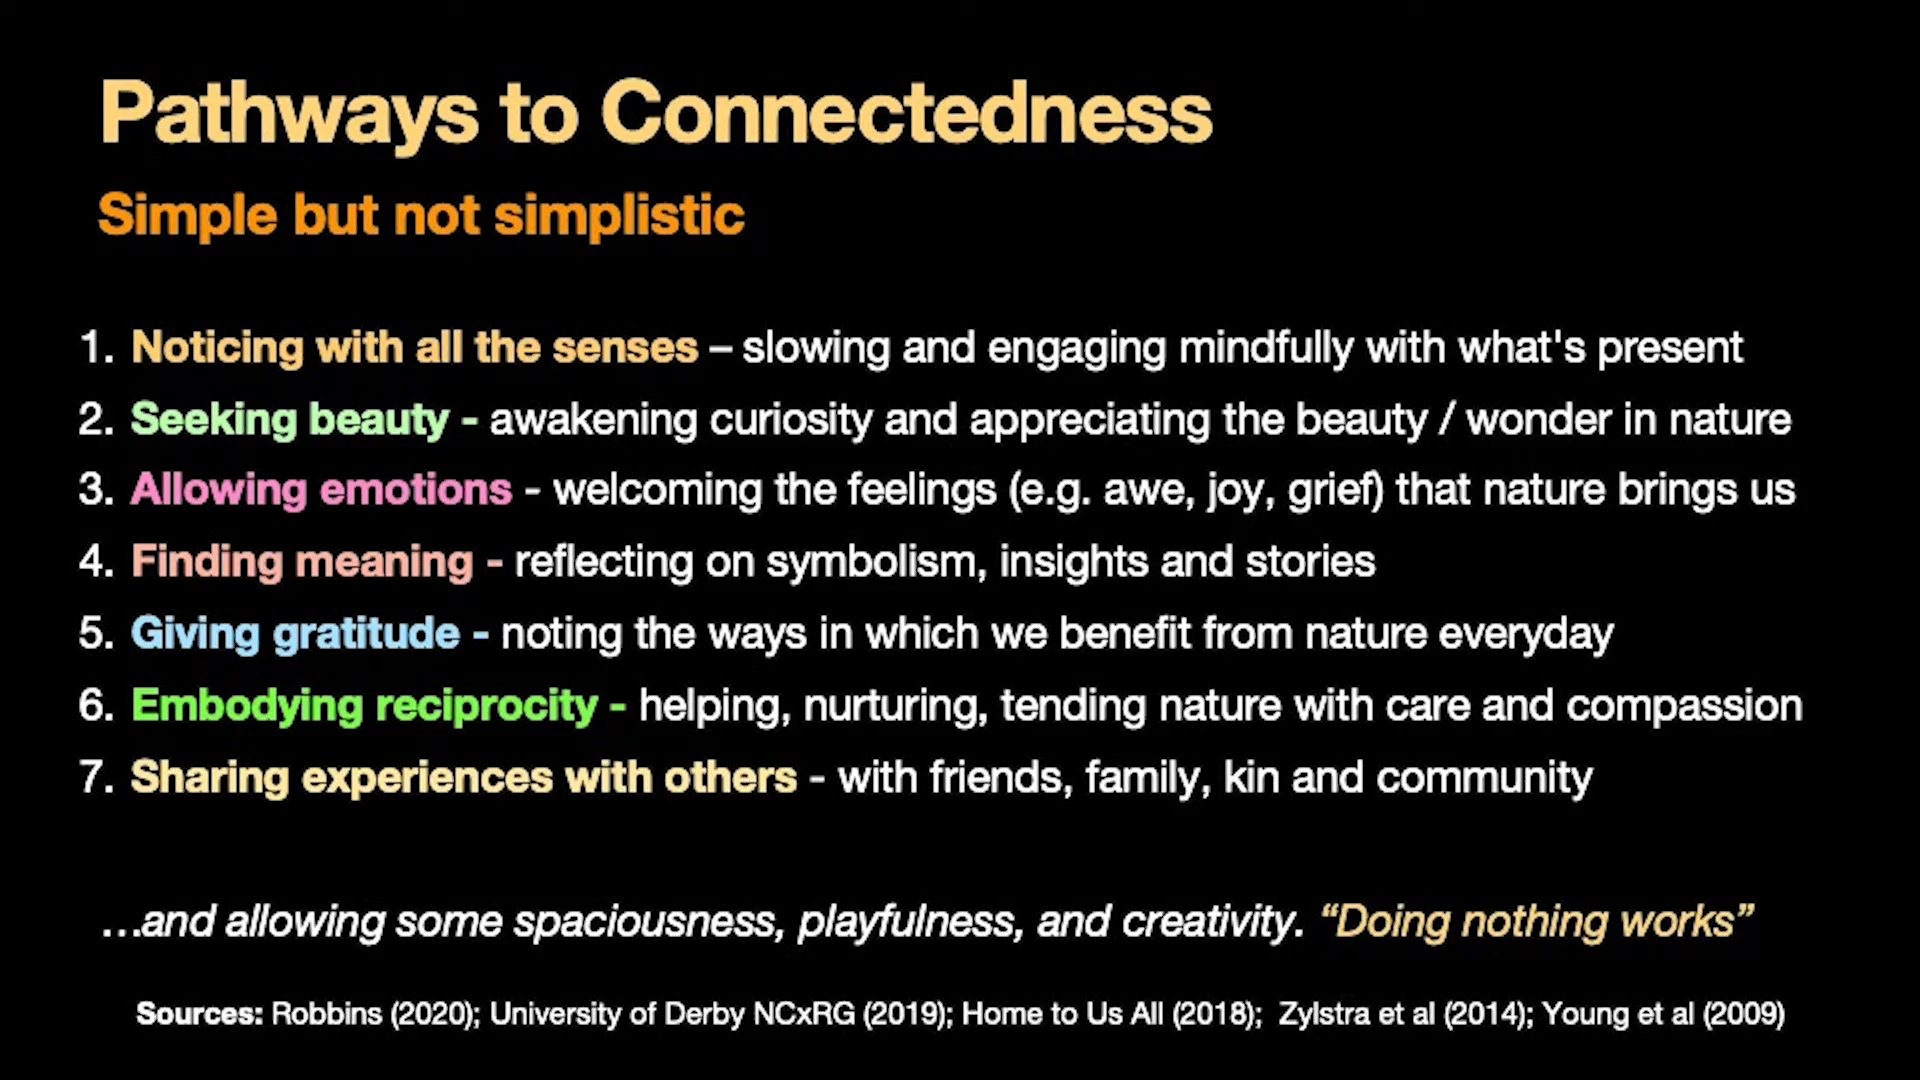 Pathways to Connectedness
Simple but not simplistic
1. Noticing with all the senses – slowing and engaging mindfully with what's present
2. Seeking beauty - awakening curiosity and appreciating the beauty / wonder in nature
3. Allowing emotions - welcoming the feelings (e.g. awe, joy, grief) that nature brings us
4. Finding meaning - reflecting on symbolism, insights and stories
5. Giving gratitude - noting the ways in which we benefit from nature everyday
6. Embodying reciprocity - helping, nurturing, tending nature with care and compassion
7. Sharing experiences with others - with friends, family, kin and community
…and allowing some spaciousness, playfulness, and creativity. “Doing nothing works”
Sources: Robbins (2020); University of Derby NCxRG (2019); Home to Us All (2018); Zylstra et al (2014); Young et al (2009)